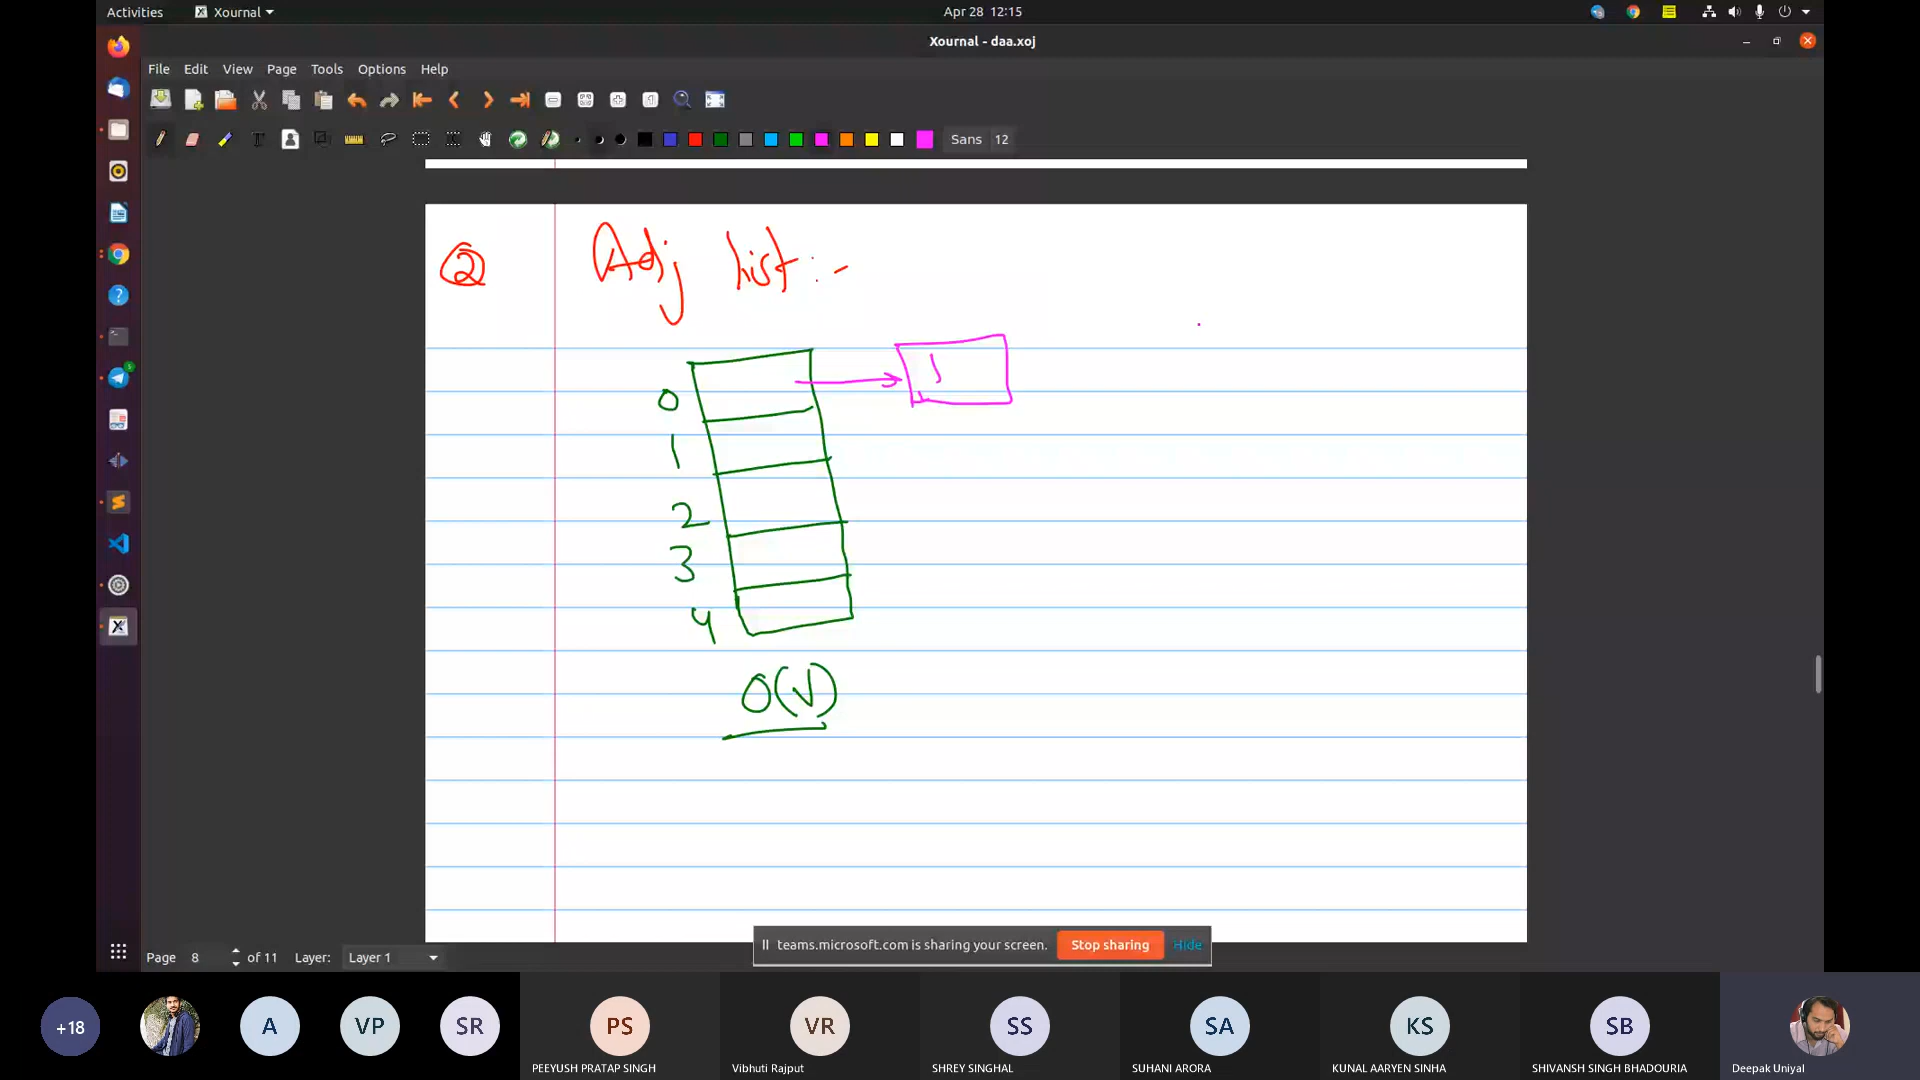 Activities Xournal Apr 28 12:15
Xournal - daa.xoj
File Edit View Page Tools Options Help
Sans 12
2 Adj list :-
1
0
1
2
3
4
O(V)
teams.microsoft.com is sharing your screen. Stop sharing Hide
Page 8 of 11 Layer: Layer 1
+18 A VP SR PS VR SS SA KS SB
PEEYUSH PRATAP SINGH Vibhuti Rajput SHREY SINGHAL SUHANI ARORA KUNAL AARYEN SINHA SHIVANSH SINGH BHADOURIA Deepak Uniyal